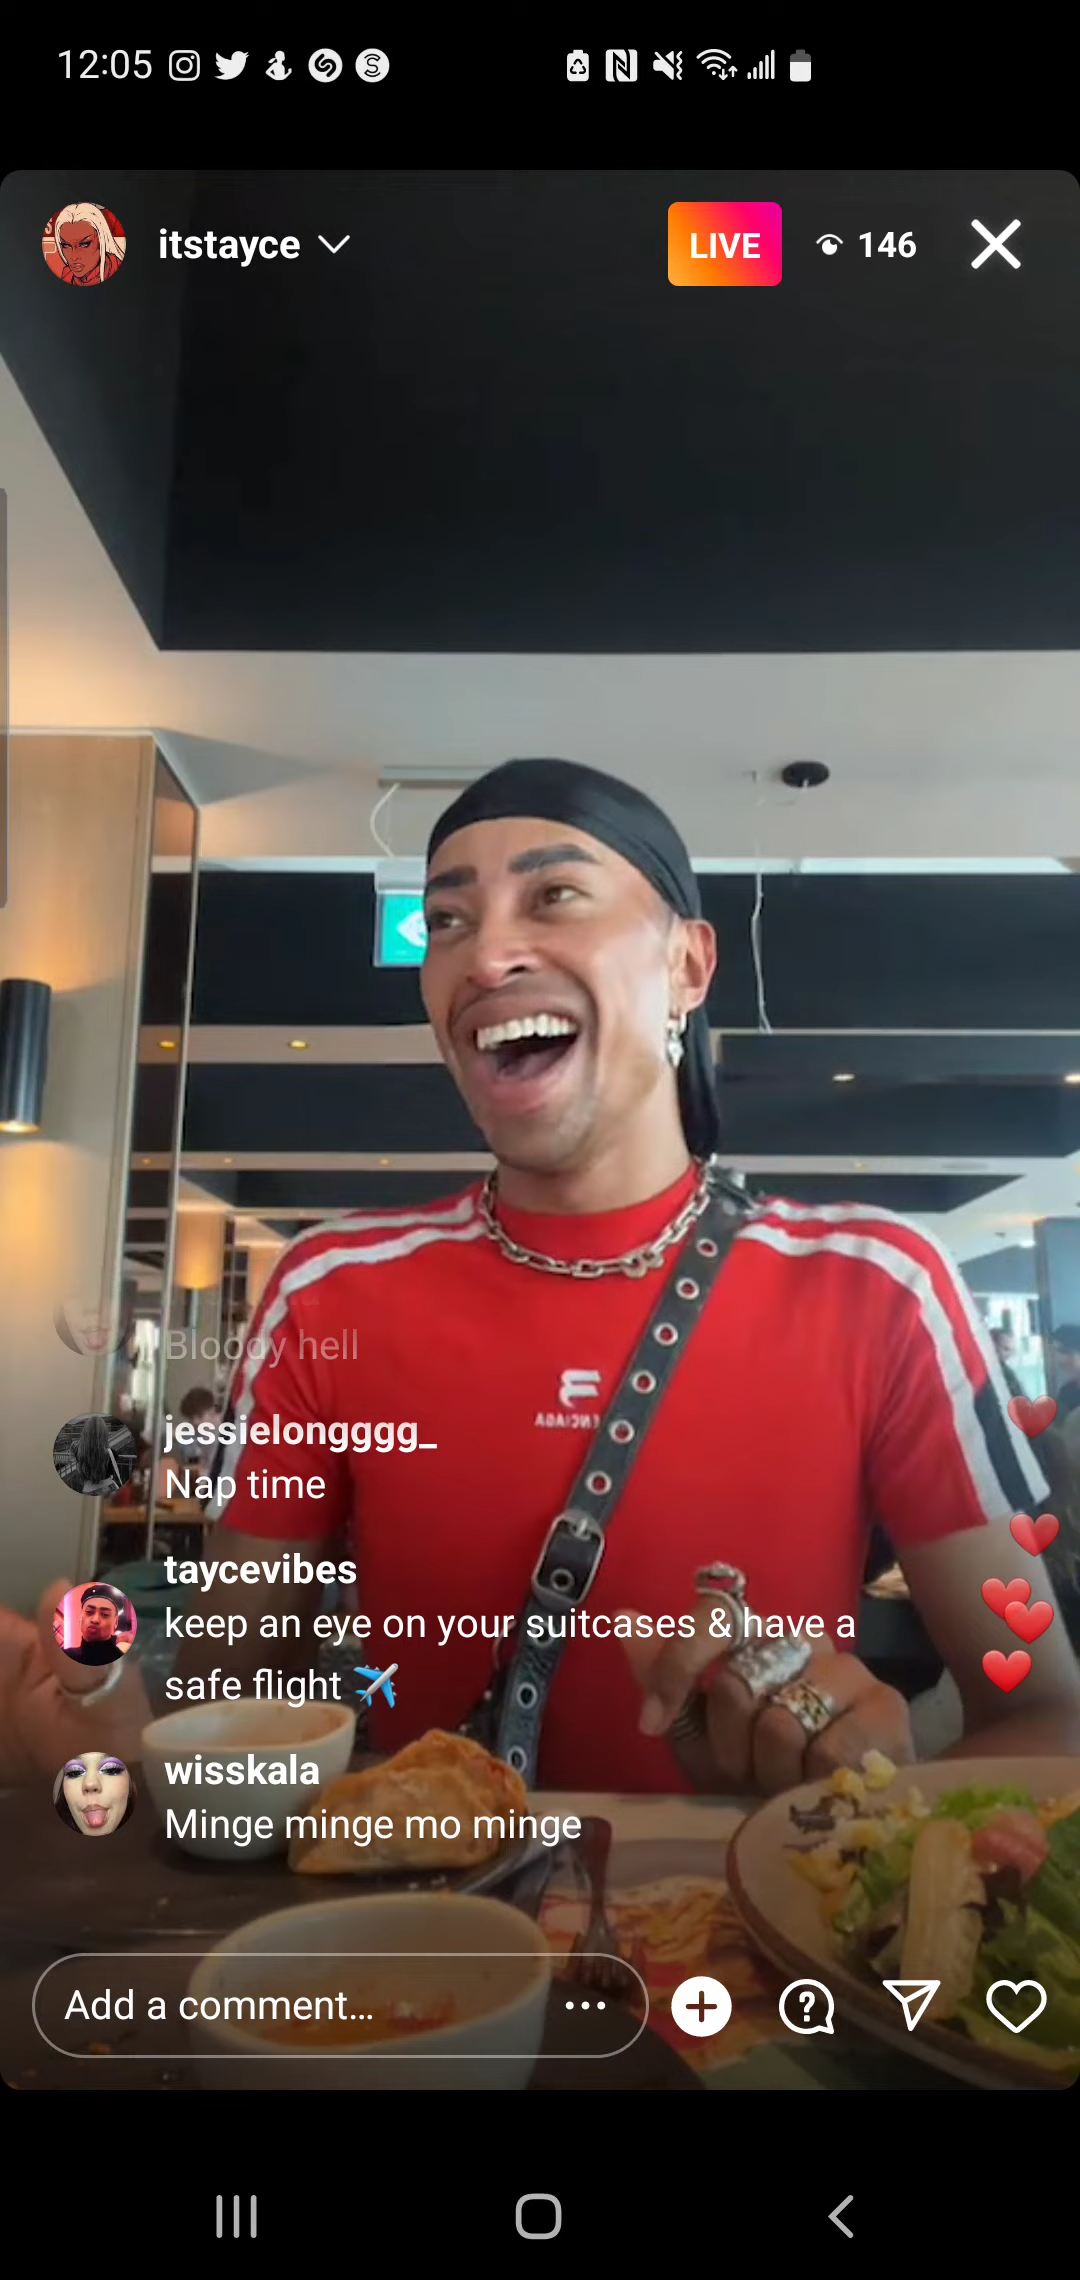 12:05
itstayce
LIVE
146
Bloody hell
jessielongggg_
Nap time
taycevibes
keep an eye on your suitcases & have a
safe flight
wisskala
Minge minge mo minge
Add a comment...